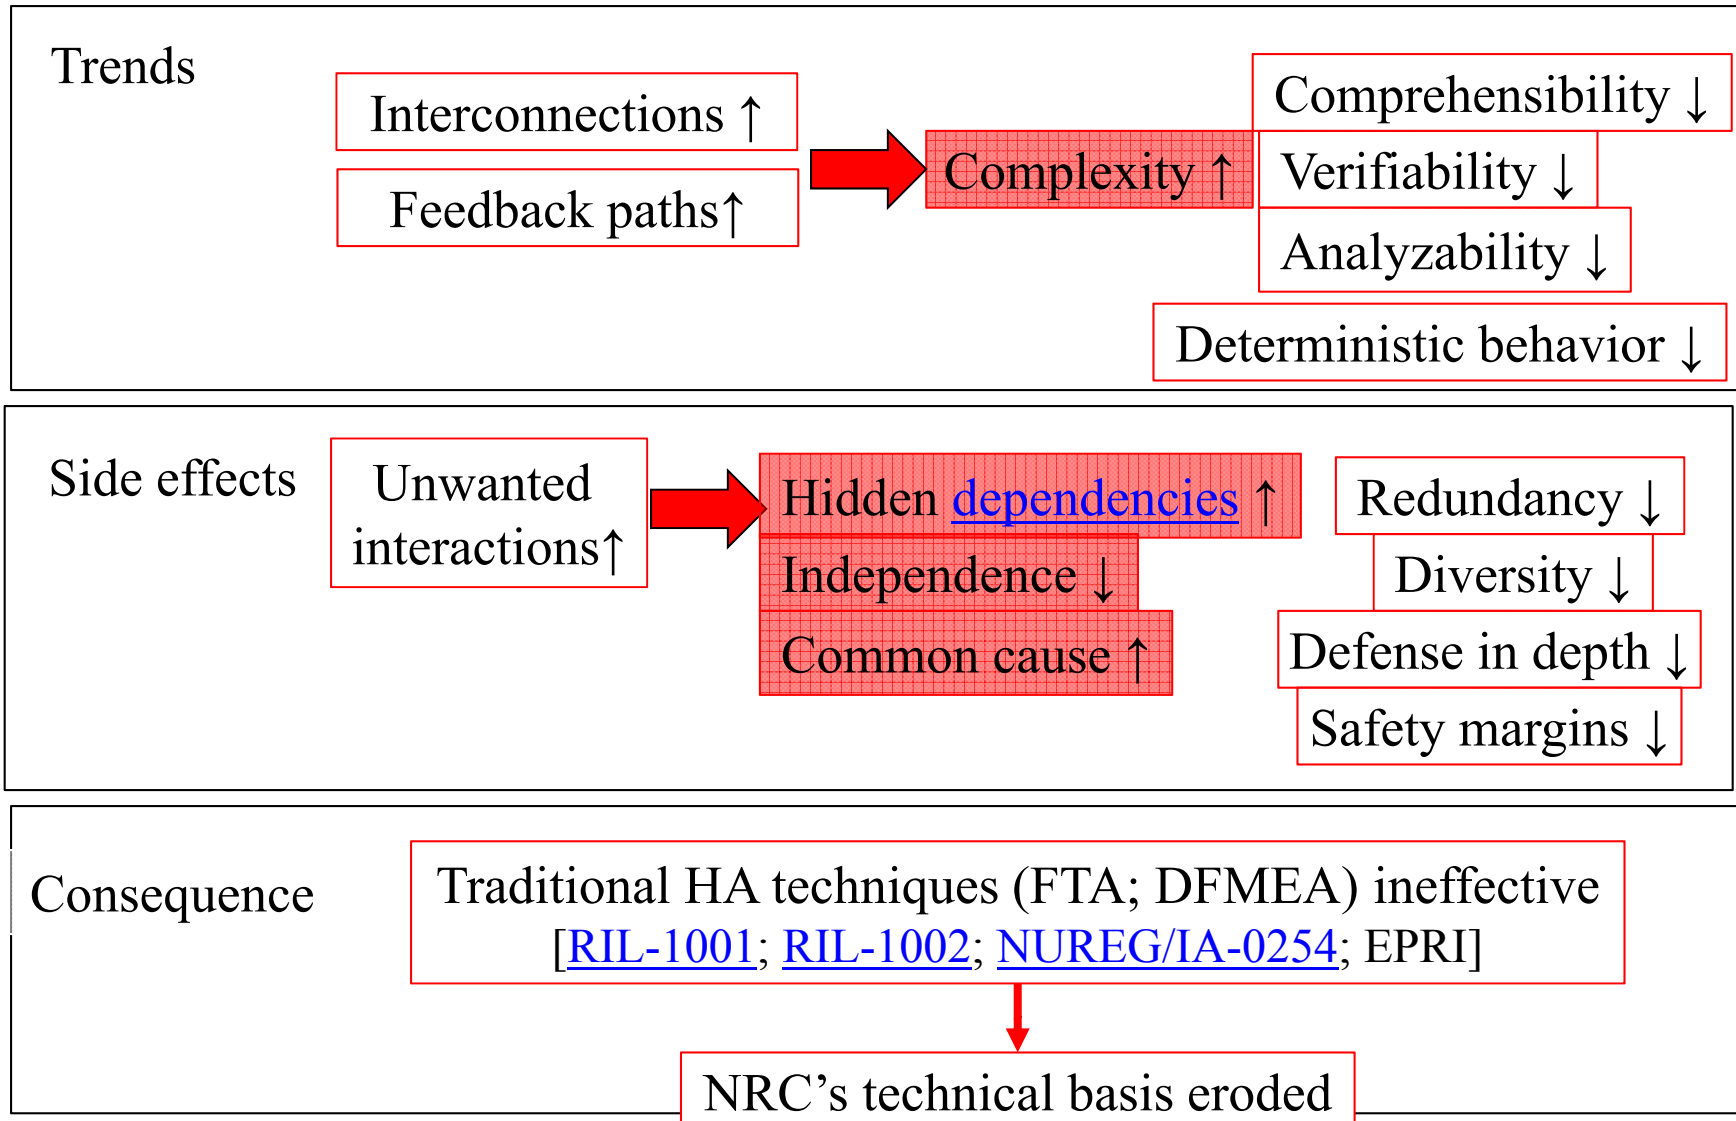 Trends
Interconnections ↑
Feedback paths↑
Complexity ↑
Comprehensibility ↓
Verifiability ↓
Analyzability ↓
Deterministic behavior ↓
Side effects
Unwanted
interactions↑
Hidden dependencies ↑
Independence ↓
Common cause ↑
Redundancy ↓
Diversity ↓
Defense in depth ↓
Safety margins ↓
Consequence
Traditional HA techniques (FTA; DFMEA) ineffective
[RIL-1001; RIL-1002; NUREG/IA-0254; EPRI]
NRC’s technical basis eroded